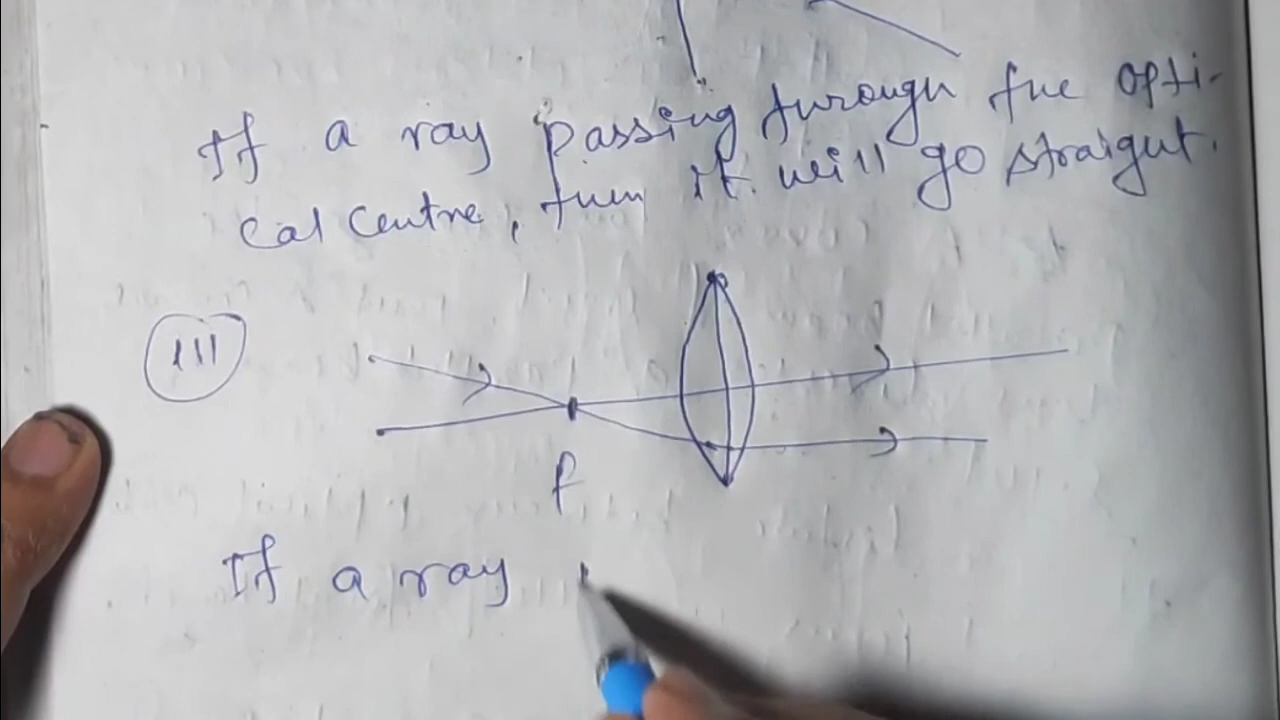 If a ray passing through the opti-
cal centre, then it will go straight.
III
f
If a ray